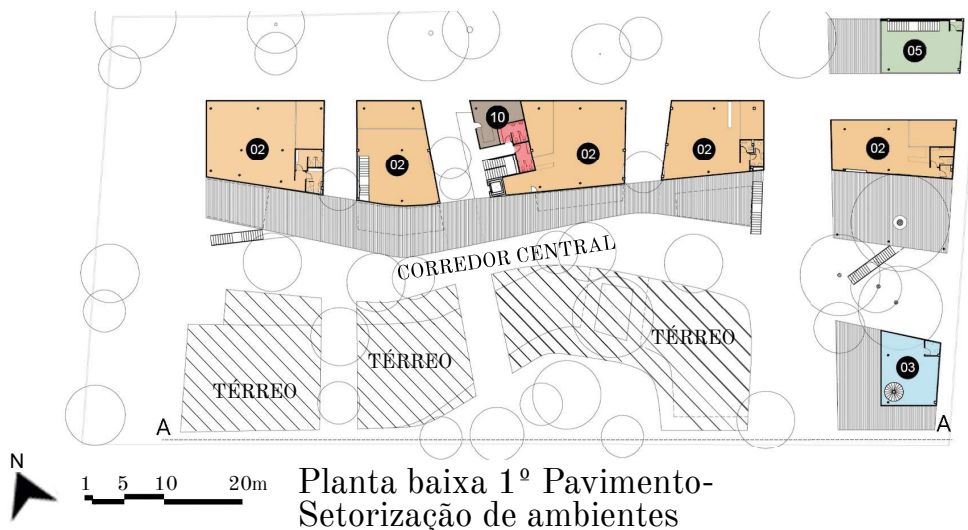 05
10
02
02
02
02
02
CORREDOR CENTRAL
TÉRREO
TÉRREO
TÉRREO
03
A
A
N
1 5 10 20m
Planta baixa 1º Pavimento-
Setorização de ambientes